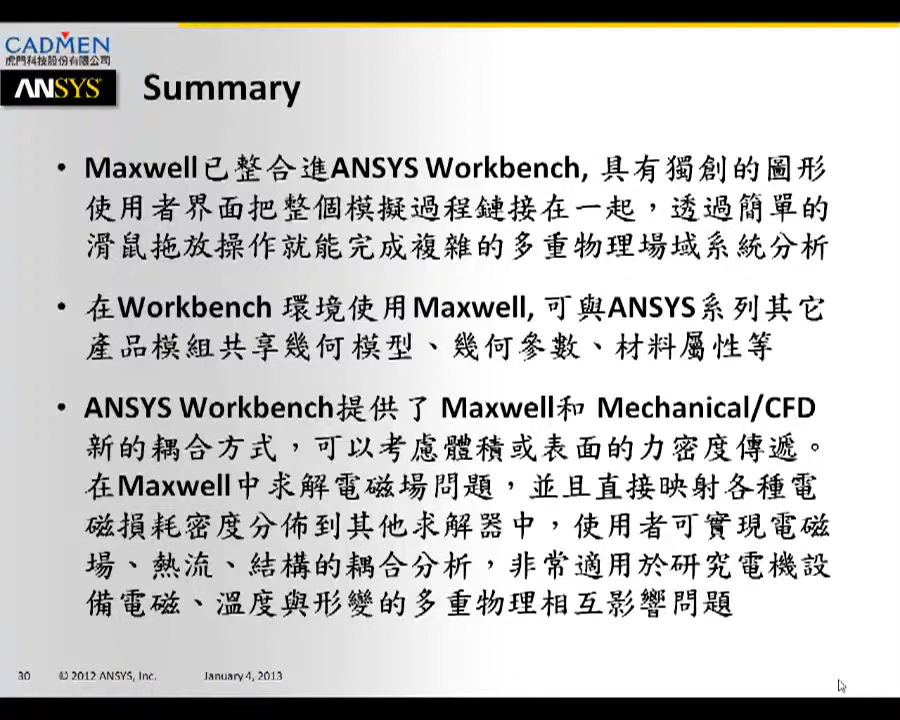 CADMEN
虎門科技股份有限公司
ANSYS
Summary
• Maxwell已整合進ANSYS Workbench, 具有獨創的圖形
使用者界面把整個模擬過程鏈接在一起，透過簡單的
滑鼠拖放操作就能完成複雜的多重物理場域系統分析
• 在Workbench 環境使用Maxwell, 可與ANSYS系列其它
產品模組共享幾何模型、幾何參數、材料屬性等
• ANSYS Workbench提供了 Maxwell和 Mechanical/CFD
新的耦合方式，可以考慮體積或表面的力密度傳遞。
在Maxwell中求解電磁場問題，並且直接映射各種電
磁損耗密度分佈到其他求解器中，使用者可實現電磁
場、熱流、結構的耦合分析，非常適用於研究電機設
備電磁、溫度與形變的多重物理相互影響問題
30 © 2012 ANSYS, Inc. January 4, 2013